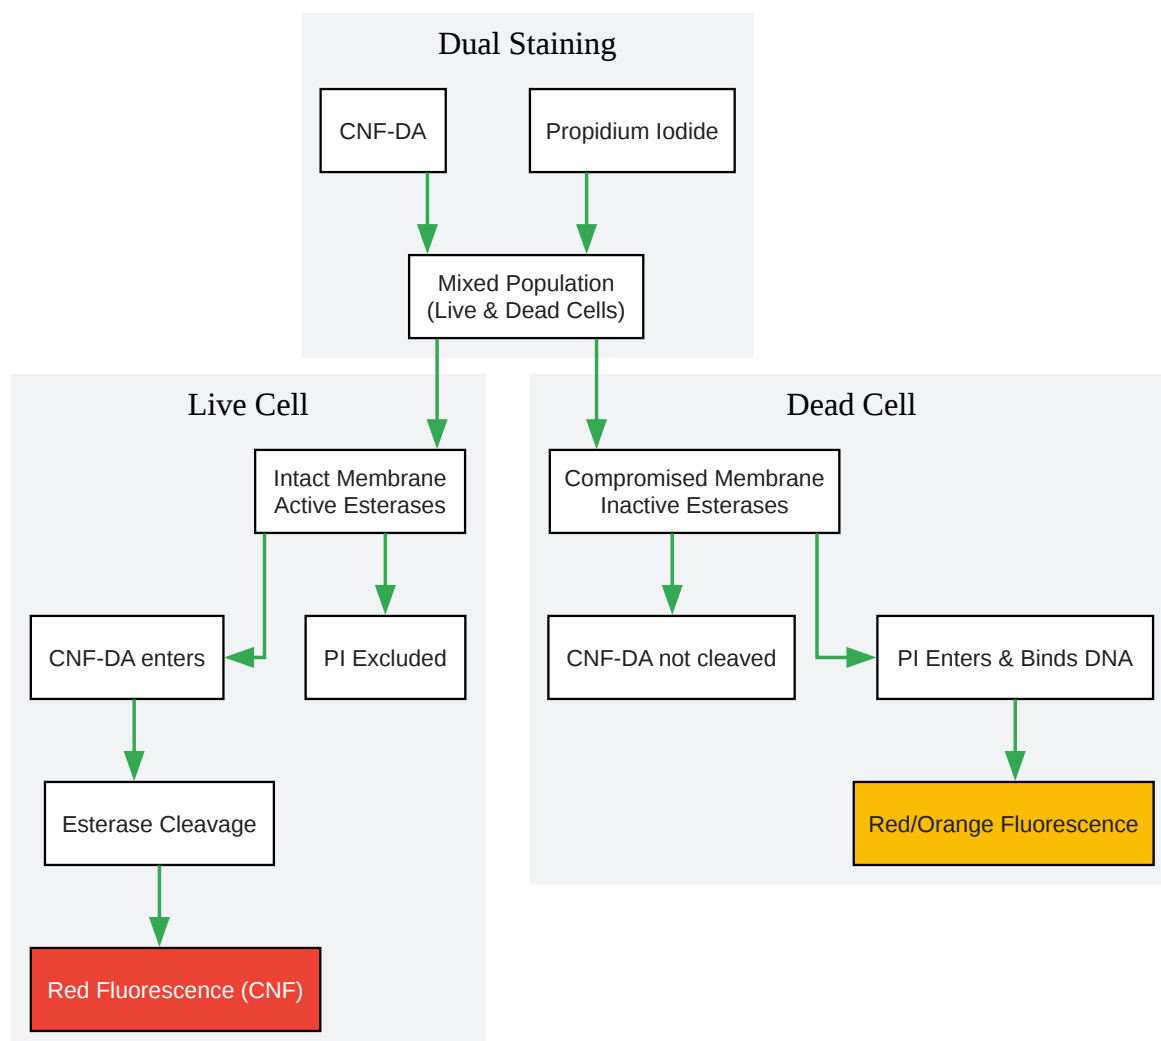 Dual Staining
CNF-DA
Propidium Iodide
Mixed Population
(Live & Dead Cells)
Live Cell
Intact Membrane
Active Esterases
CNF-DA enters
PI Excluded
Esterase Cleavage
Red Fluorescence (CNF)
Dead Cell
Compromised Membrane
Inactive Esterases
CNF-DA not cleaved
PI Enters & Binds DNA
Red/Orange Fluorescence